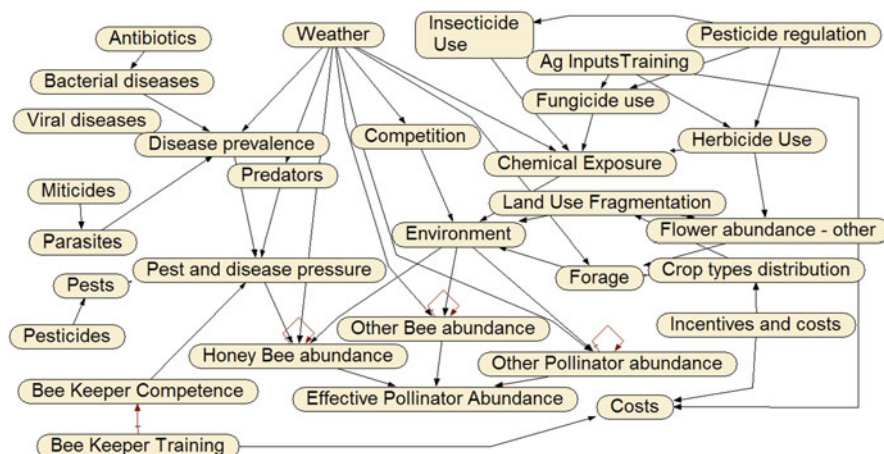 Antibiotics
Weather
Insecticide
Use
Pesticide regulation
Ag InputsTraining
Bacterial diseases
Fungicide use
Viral diseases
Disease prevalence
Competition
Herbicide Use
Chemical Exposure
Predators
Miticides
Land Use Fragmentation
Parasites
Environment
Flower abundance - other
Pest and disease pressure
Forage
Crop types distribution
Pests
Pesticides
Other Bee abundance
Incentives and costs
Honey Bee abundance
Other Pollinator abundance
Bee Keeper Competence
Effective Pollinator Abundance
Costs
Bee Keeper Training